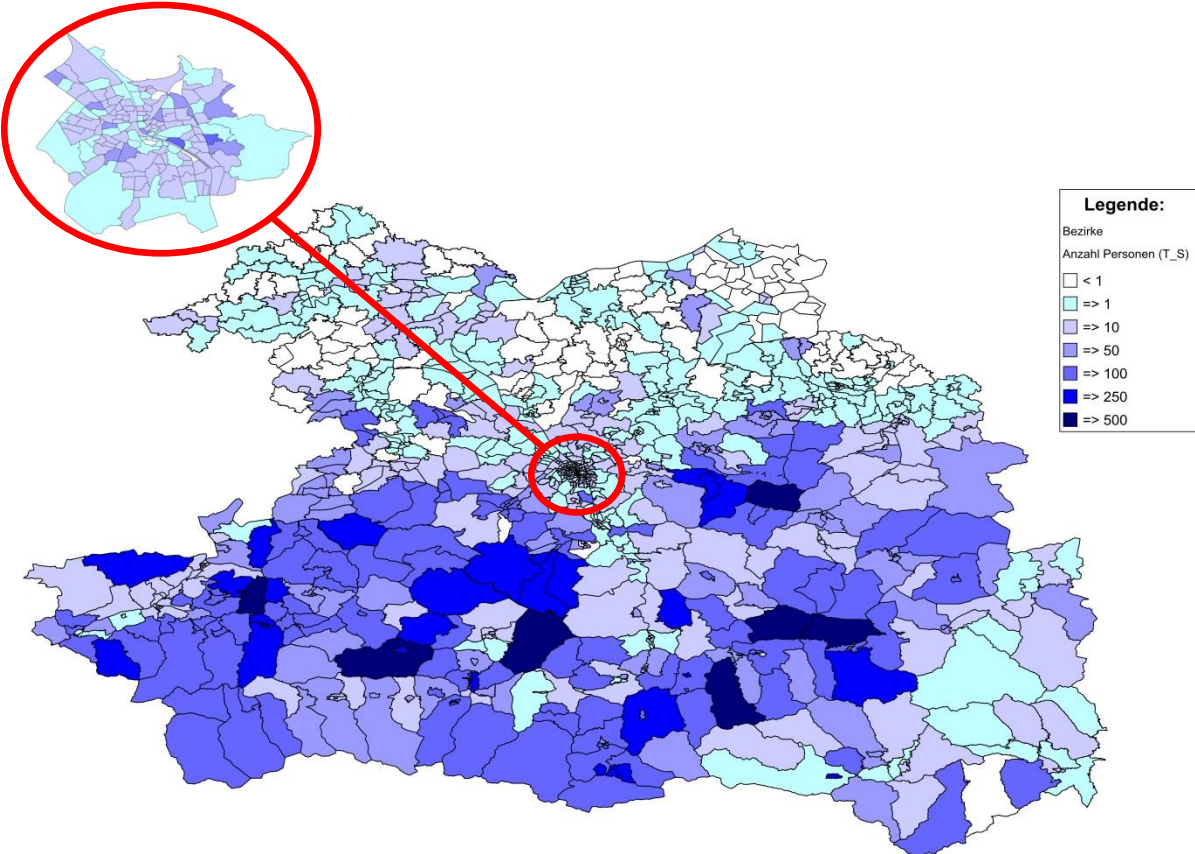 Legende:
Bezirke
Anzahl Personen (T_S)
< 1
=> 1
=> 10
=> 50
=> 100
=> 250
=> 500